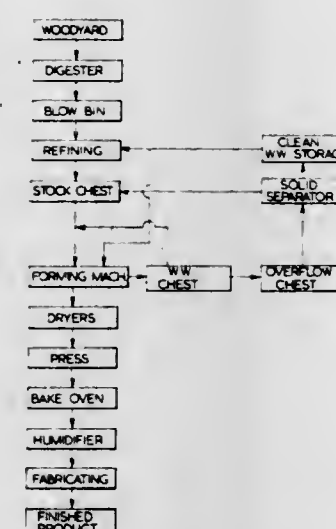 WOODYARD
DIGESTER
BLOW BIN
REFINING
CLEAN
WW STORAG
STOCK CHEST
SOLID
SEPARATOR
FORMING MACH.
WW
CHEST
OVERFLOW
CHEST
DRYERS
PRESS
BAKE OVEN
HUMIDIFIER
FABRICATING
FINISHED
PRODUCT